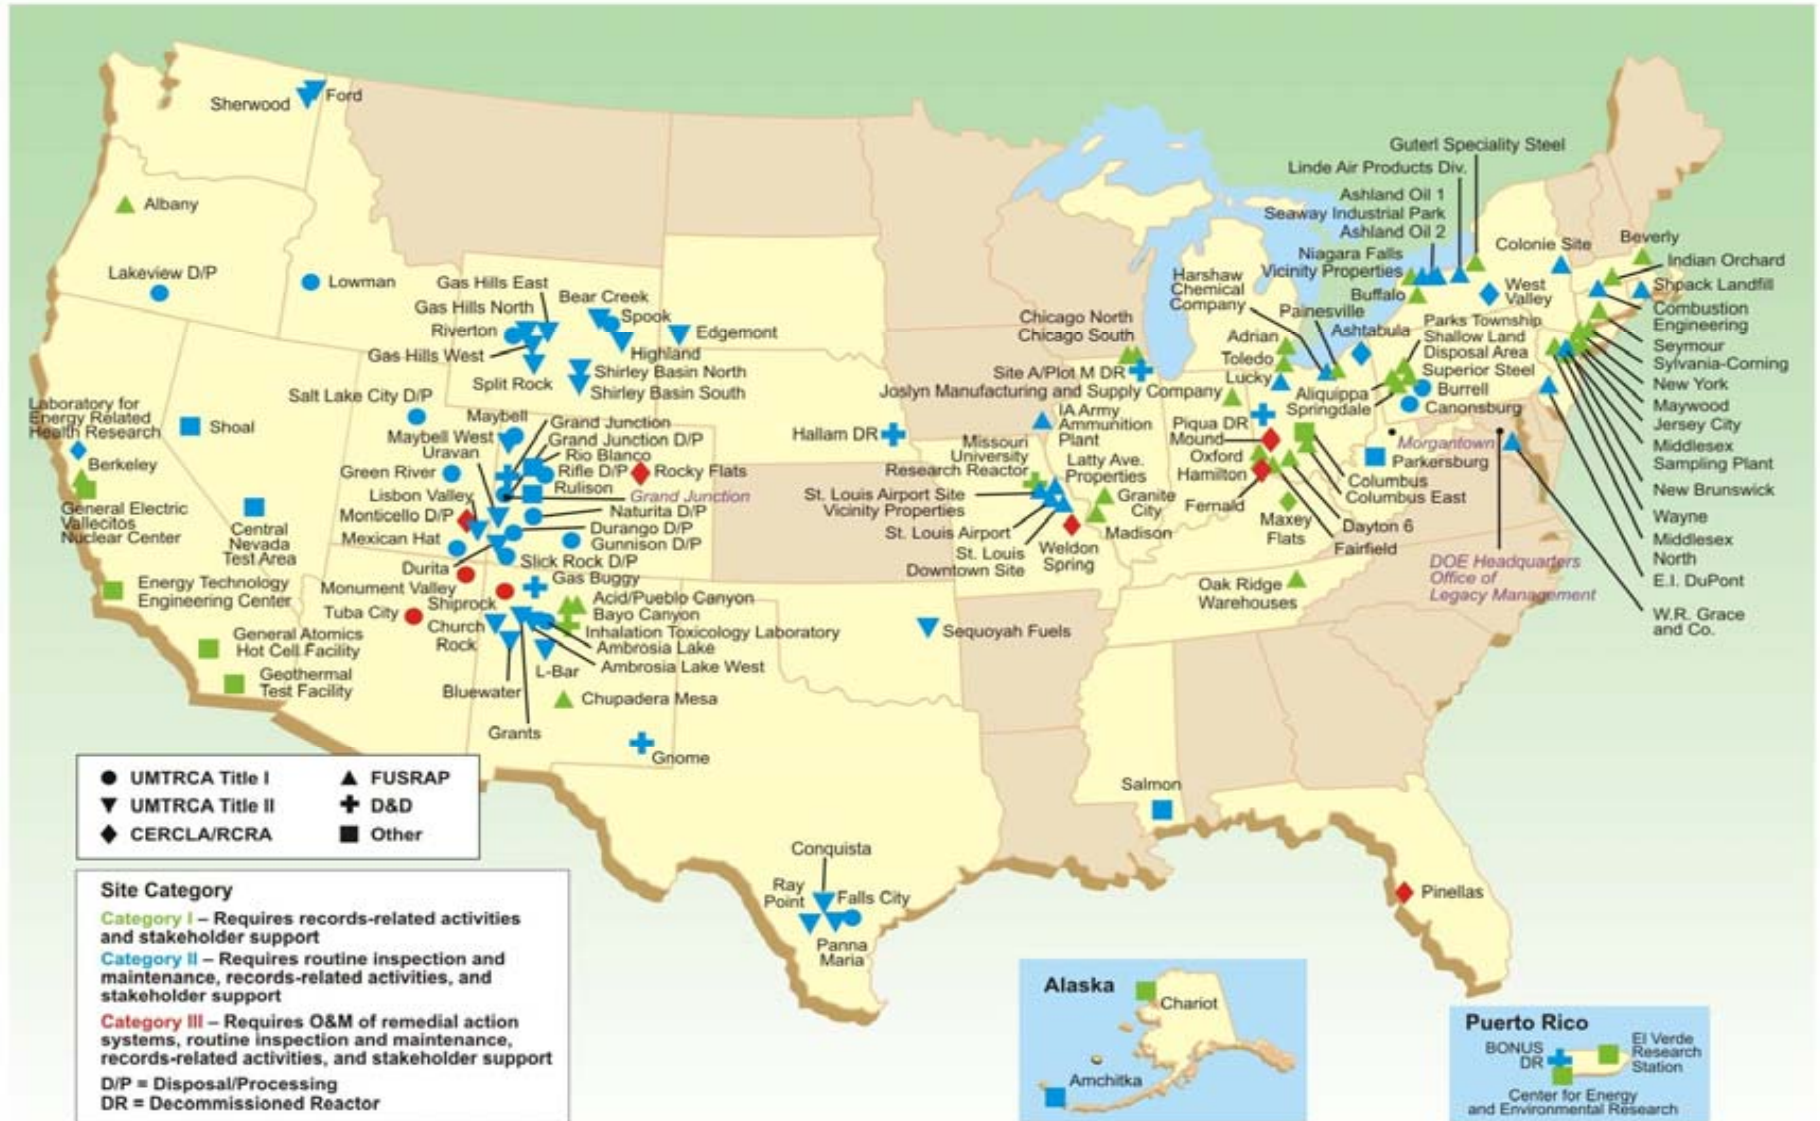 Sherwood
Ford
Albany
Lakeview D/P
Lowman
Gas Hills East
Gas Hills North
Riverton
Gas Hills West
Split Rock
Bear Creek
Spook
Highland
Shirley Basin North
Shirley Basin South
Edgemont
Salt Lake City D/P
Laboratory for
Energy Related
Health Research
Shoal
Berkeley
General Electric
Vallecitos
Nuclear Center
Central
Nevada
Test Area
Energy Technology
Engineering Center
General Atomics
Hot Cell Facility
Geothermal
Test Facility
Maybell
Maybell West
Uravan
Green River
Lisbon Valley
Monticello D/P
Mexican Hat
Durita
Monument Valley
Tuba City
Shiprock
Church
Rock
Bluewater
Grants
Grand Junction
Grand Junction D/P
Rio Blanco
Rifle D/P
Rocky Flats
Rulison
Grand Junction
Naturita D/P
Durango D/P
Gunnison D/P
Slick Rock D/P
Gas Buggy
Acid/Pueblo Canyon
Bayo Canyon
Inhalation Toxicology Laboratory
Ambrosia Lake
Ambrosia Lake West
L-Bar
Chupadera Mesa
Gnome
Hallam DR
Sequoyah Fuels
Conquista
Ray
Point
Falls City
Panna
Maria
Salmon
Pinellas
Chicago North
Chicago South
Site A/Plot M DR
Joslyn Manufacturing and Supply Company
IA Army
Ammunition
Plant
Missouri
University
Research Reactor
Latty Ave.
Properties
St. Louis Airport Site
Vicinity Properties
St. Louis Airport
St. Louis
Downtown Site
Weldon
Spring
Granite
City
Madison
Harshaw
Chemical
Company
Painesville
Adrian
Toledo
Lucky
Ashtabula
Piqua DR
Mound
Oxford
Hamilton
Fernald
Maxey
Flats
Columbus
Columbus East
Dayton 6
Fairfield
Oak Ridge
Warehouses
Guterl Speciality Steel
Linde Air Products Div.
Ashland Oil 1
Seaway Industrial Park
Ashland Oil 2
Niagara Falls
Vicinity Properties
Buffalo
West
Valley
Parks Township
Shallow Land
Disposal Area
Superior Steel
Aliquippa
Springdale
Burrell
Canonsburg
Morgantown
Parkersburg
DOE Headquarters
Office of
Legacy Management
Colonie Site
Beverly
Indian Orchard
Shpack Landfill
Combustion
Engineering
Seymour
Sylvania-Corning
New York
Maywood
Jersey City
Middlesex
Sampling Plant
New Brunswick
Wayne
Middlesex
North
E.I. DuPont
W.R. Grace
and Co.
UMTRCA Title I
UMTRCA Title II
CERCLA/RCRA
FUSRAP
D&D
Other
Site Category
Category I – Requires records-related activities
and stakeholder support
Category II – Requires routine inspection and
maintenance, records-related activities, and
stakeholder support
Category III – Requires O&M of remedial action
systems, routine inspection and maintenance,
records-related activities, and stakeholder support
D/P = Disposal/Processing
DR = Decommissioned Reactor
Alaska
Chariot
Amchitka
Puerto Rico
BONUS
DR
El Verde
Research
Station
Center for Energy
and Environmental Research